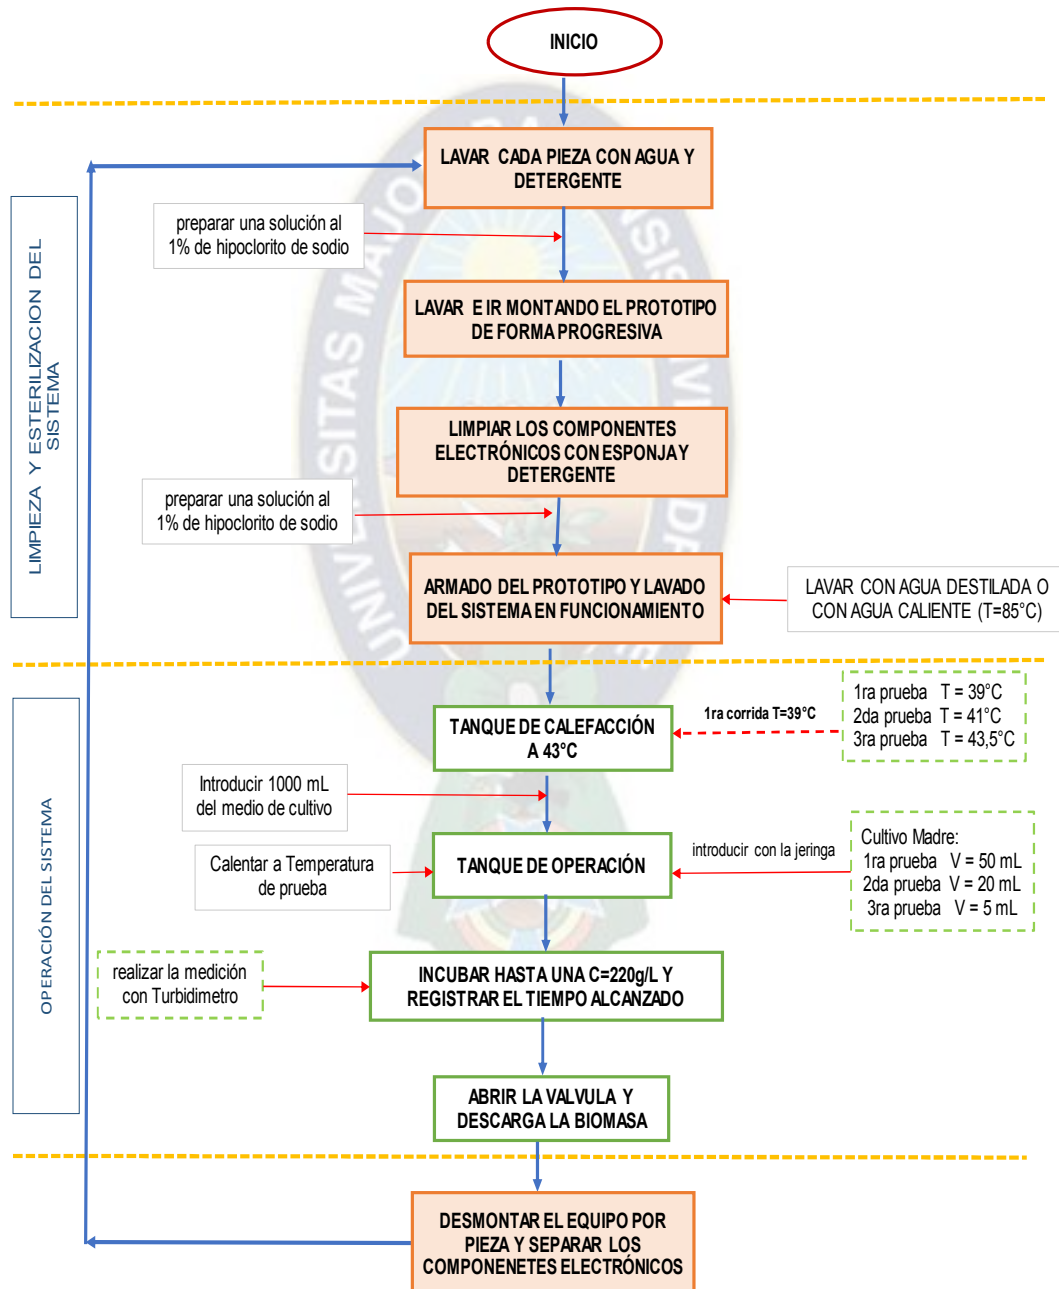 INICIO
LAVAR CADA PIEZA CON AGUA Y
DETERGENTE
preparar una solución al
1% de hipoclorito de sodio
LAVAR E IR MONTANDO EL PROTOTIPO
DE FORMA PROGRESIVA
LIMPIAR LOS COMPONENTES
ELECTRÓNICOS CON ESPONJA Y
DETERGENTE
preparar una solución al
1% de hipoclorito de sodio
ARMADO DEL PROTOTIPO Y LAVADO
DEL SISTEMA EN FUNCIONAMIENTO
LAVAR CON AGUA DESTILADA O
CON AGUA CALIENTE (T=85°C)
LIMPIEZA Y ESTERILIZACION DEL
SISTEMA
TANQUE DE CALEFACCIÓN
A 43°C
1ra corrida T=39°C
1ra prueba T = 39°C
2da prueba T = 41°C
3ra prueba T = 43,5°C
Introducir 1000 mL
del medio de cultivo
TANQUE DE OPERACIÓN
Calentar a Temperatura
de prueba
introducir con la jeringa
Cultivo Madre:
1ra prueba V = 50 mL
2da prueba V = 20 mL
3ra prueba V = 5 mL
INCUBAR HASTA UNA C=220g/L Y
REGISTRAR EL TIEMPO ALCANZADO
realizar la medición
con Turbidimetro
ABRIR LA VALVULA Y
DESCARGA LA BIOMASA
OPERACIÓN DEL SISTEMA
DESMONTAR EL EQUIPO POR
PIEZA Y SEPARAR LOS
COMPONENETES ELECTRÓNICOS